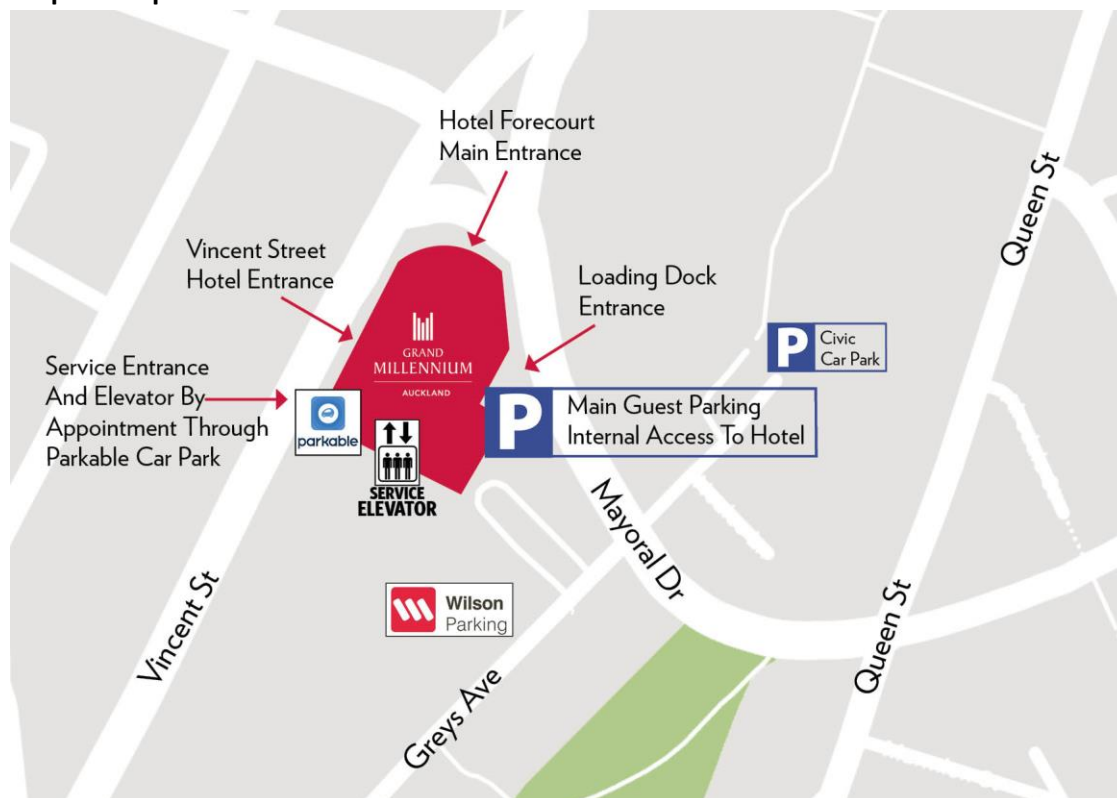 Hotel Forecourt
Main Entrance
Queen St
Vincent Street
Hotel Entrance
Loading Dock
Entrance
GRAND
MILLENNIUM
AUCKLAND
P
Civic
Car Park
Service Entrance
And Elevator By
Appointment Through
Parkable Car Park
parkable
P
Main Guest Parking
Internal Access To Hotel
SERVICE
ELEVATOR
Mayoral Dr
Wilson
Parking
Vincent St
Queen St
Greys Ave